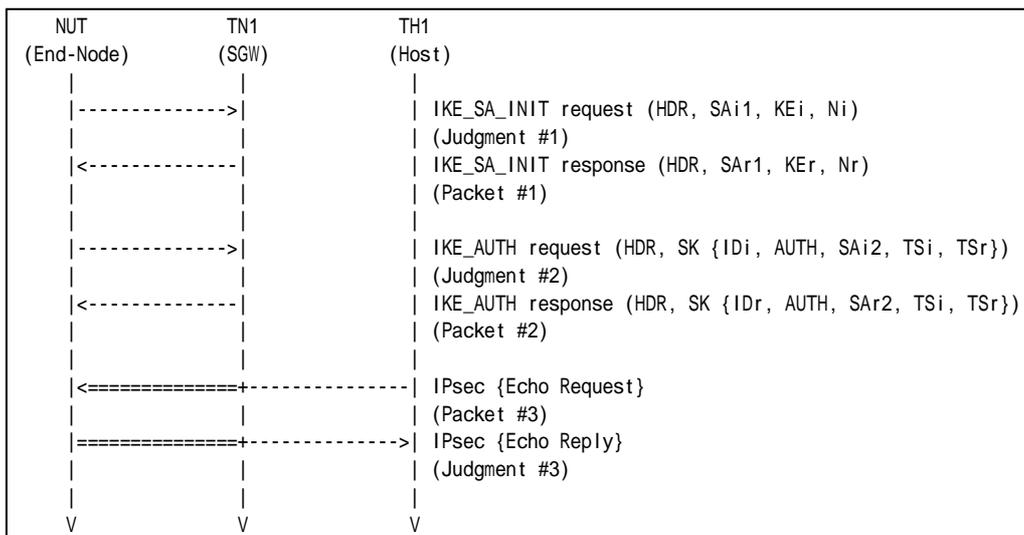 NUT TN1 TH1
(End-Node) (SGW) (Host)
| | |
|-------------->| | IKE_SA_INIT request (HDR, SAi1, KEi, Ni)
| | | (Judgment #1)
|<--------------| | IKE_SA_INIT response (HDR, SAr1, KEr, Nr)
| | | (Packet #1)
| | |
|-------------->| | IKE_AUTH request (HDR, SK {IDi, AUTH, SAi2, TSi, TSr})
| | | (Judgment #2)
|<--------------| | IKE_AUTH response (HDR, SK {IDr, AUTH, SAr2, TSi, TSr})
| | | (Packet #2)
| | |
|<==============+---------------| IPsec {Echo Request}
| | | (Packet #3)
|===============+-------------->| IPsec {Echo Reply}
| | | (Judgment #3)
| | |
V V V